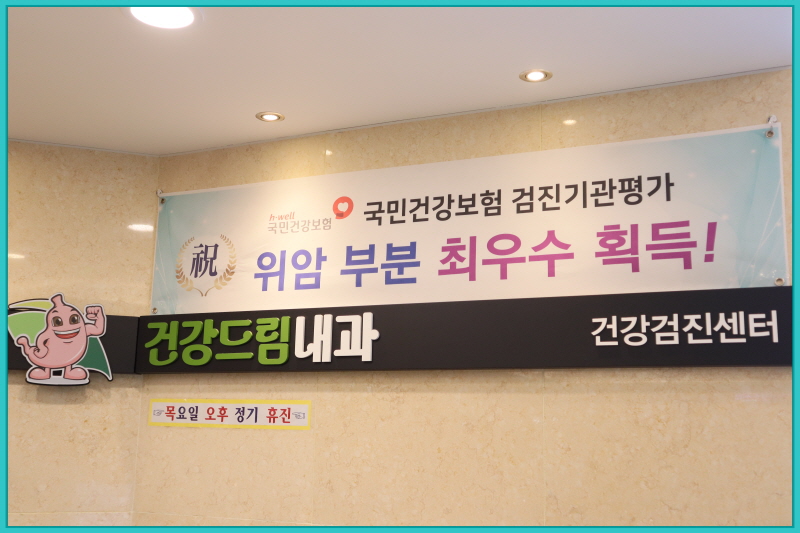 h-well
국민건강보험
국민건강보험 검진기관평가
祝
위암 부분 최우수 획득!
건강드림내과
건강검진센터
☞목요일 오후 정기 휴진☜